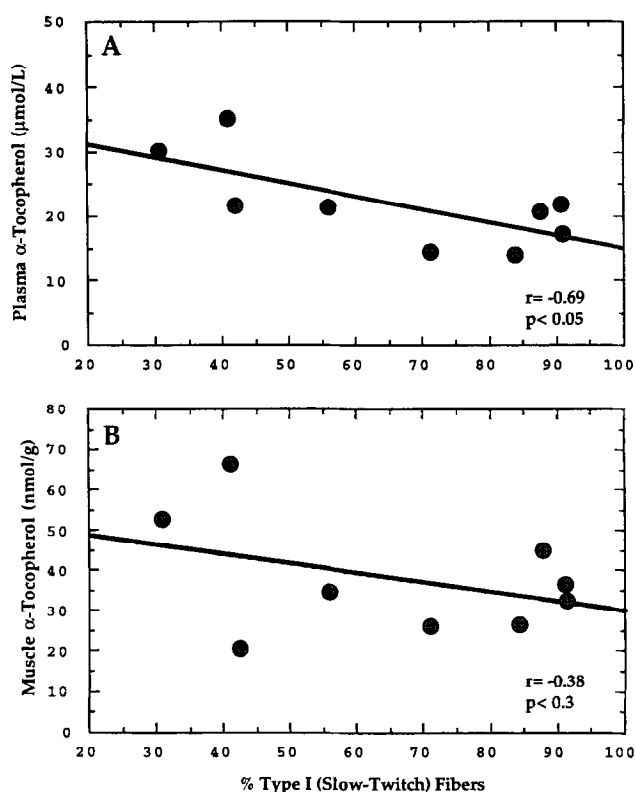 A
Plasma α-Tocopherol (μmol/L)
50
40
30
20
10
0
r= -0.69
p< 0.05
20 30 40 50 60 70 80 90 100
B
Muscle α-Tocopherol (nmol/g)
80
70
60
50
40
30
20
10
0
r= -0.38
p< 0.3
20 30 40 50 60 70 80 90 100
% Type I (Slow-Twitch) Fibers